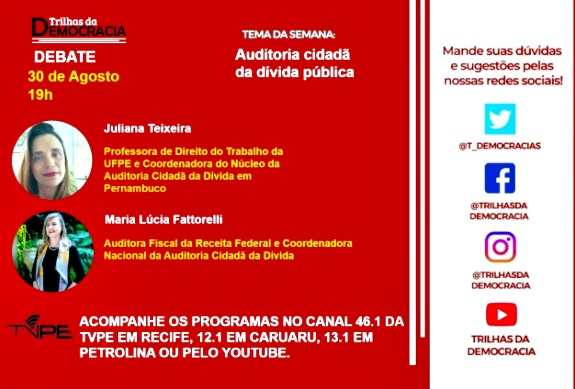 Trilhas da
DEMOCRACIA
DEBATE
30 de Agosto
19h
TEMA DA SEMANA:
Auditoria cidadã
da dívida pública
Juliana Teixeira
Professora de Direito do Trabalho da
UFPE e Coordenadora do Núcleo da
Auditoria Cidadã da Dívida em
Pernambuco
Maria Lúcia Fattorelli
Auditora Fiscal da Receita Federal e Coordenadora
Nacional da Auditoria Cidadã da Dívida
TVPE
ACOMPANHE OS PROGRAMAS NO CANAL 46.1 DA
TVPE EM RECIFE, 12.1 EM CARUARU, 13.1 EM
PETROLINA OU PELO YOUTUBE.
Mande suas dúvidas
e sugestões pelas
nossas redes sociais!
@T_DEMOCRACIAS
@TRILHASDA
DEMOCRACIA
@TRILHASDA
DEMOCRACIA
TRILHAS DA
DEMOCRACIA